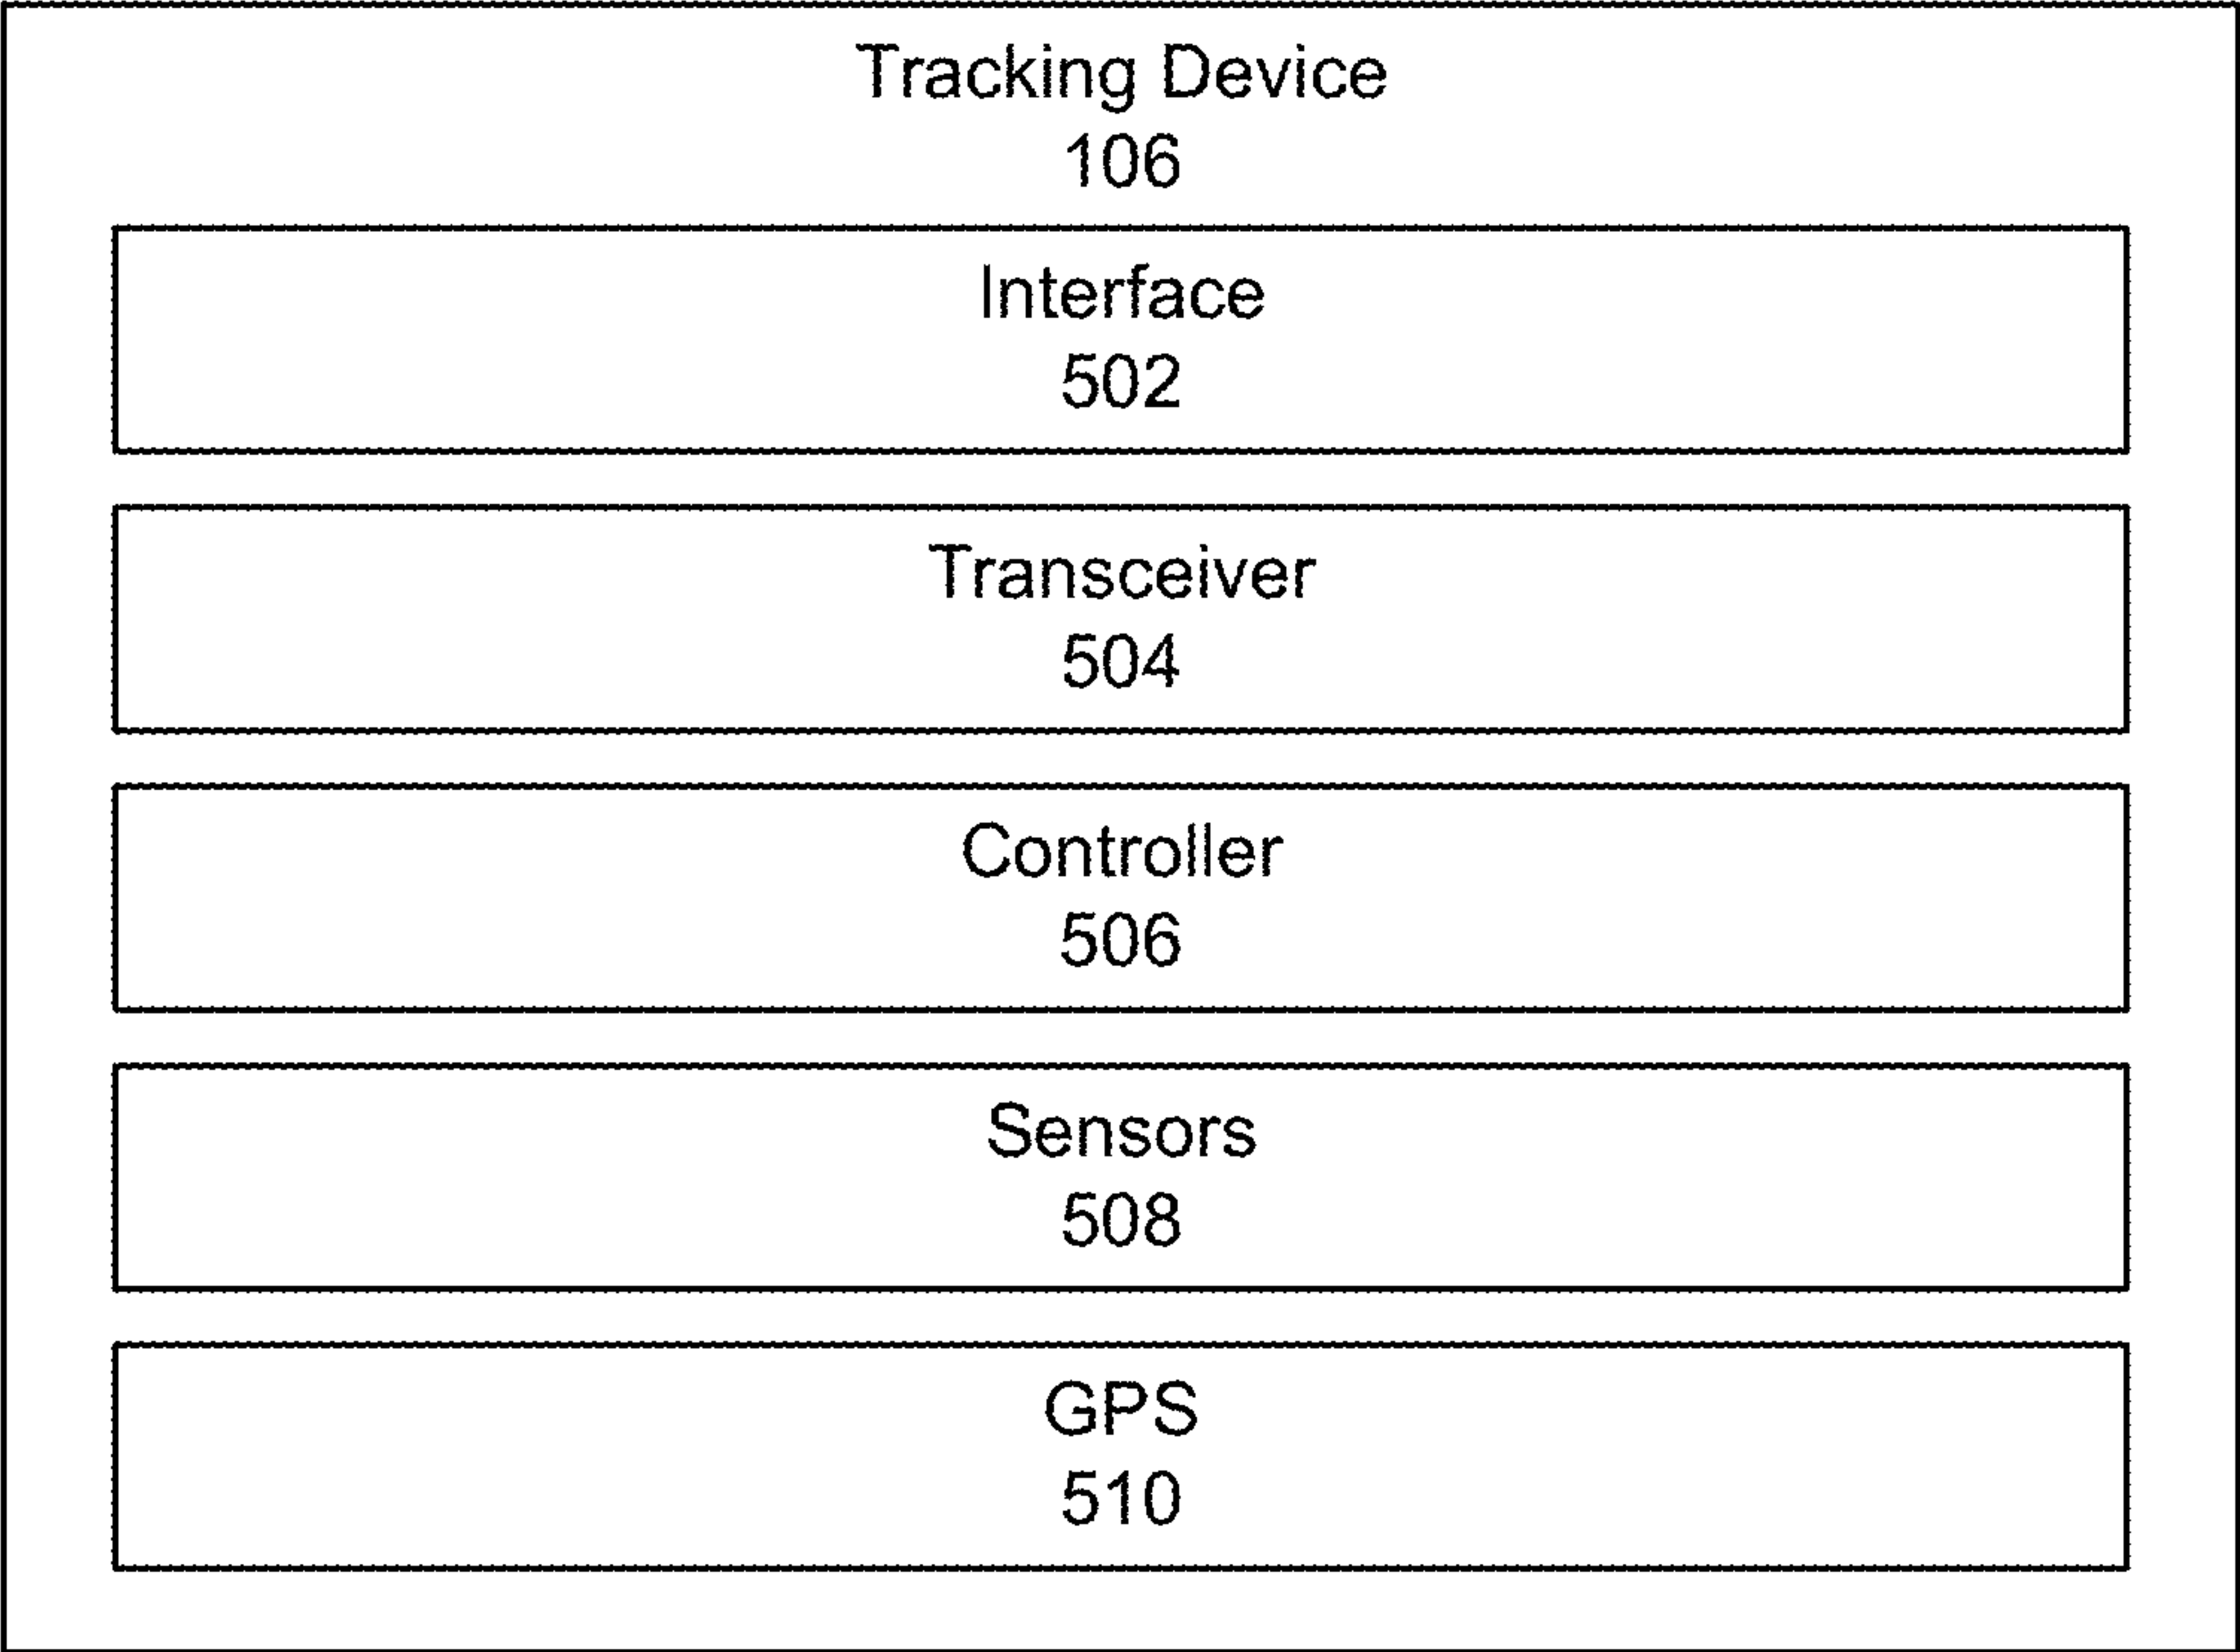 Tracking Device
106
Interface
502
Transceiver
504
Controller
506
Sensors
508
GPS
510